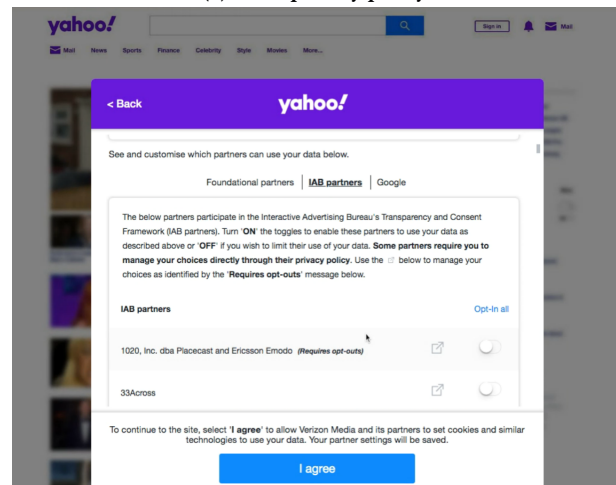 yahoo!
Sign in
Mail
Mail News Sports Finance Celebrity Style Movies More...
< Back
yahoo!
See and customise which partners can use your data below.
Foundational partners | IAB partners | Google
The below partners participate in the Interactive Advertising Bureau's Transparency and Consent
Framework (IAB partners). Turn 'ON' the toggles to enable these partners to use your data as
described above or 'OFF' if you wish to limit their use of your data. Some partners require you to
manage your choices directly through their privacy policy. Use the below to manage your
choices as identified by the 'Requires opt-outs' message below.
IAB partners
Opt-In all
1020, Inc. dba Placecast and Ericsson Emodo (Requires opt-outs)
33Across
To continue to the site, select 'I agree' to allow Verizon Media and its partners to set cookies and similar
technologies to use your data. Your partner settings will be saved.
I agree